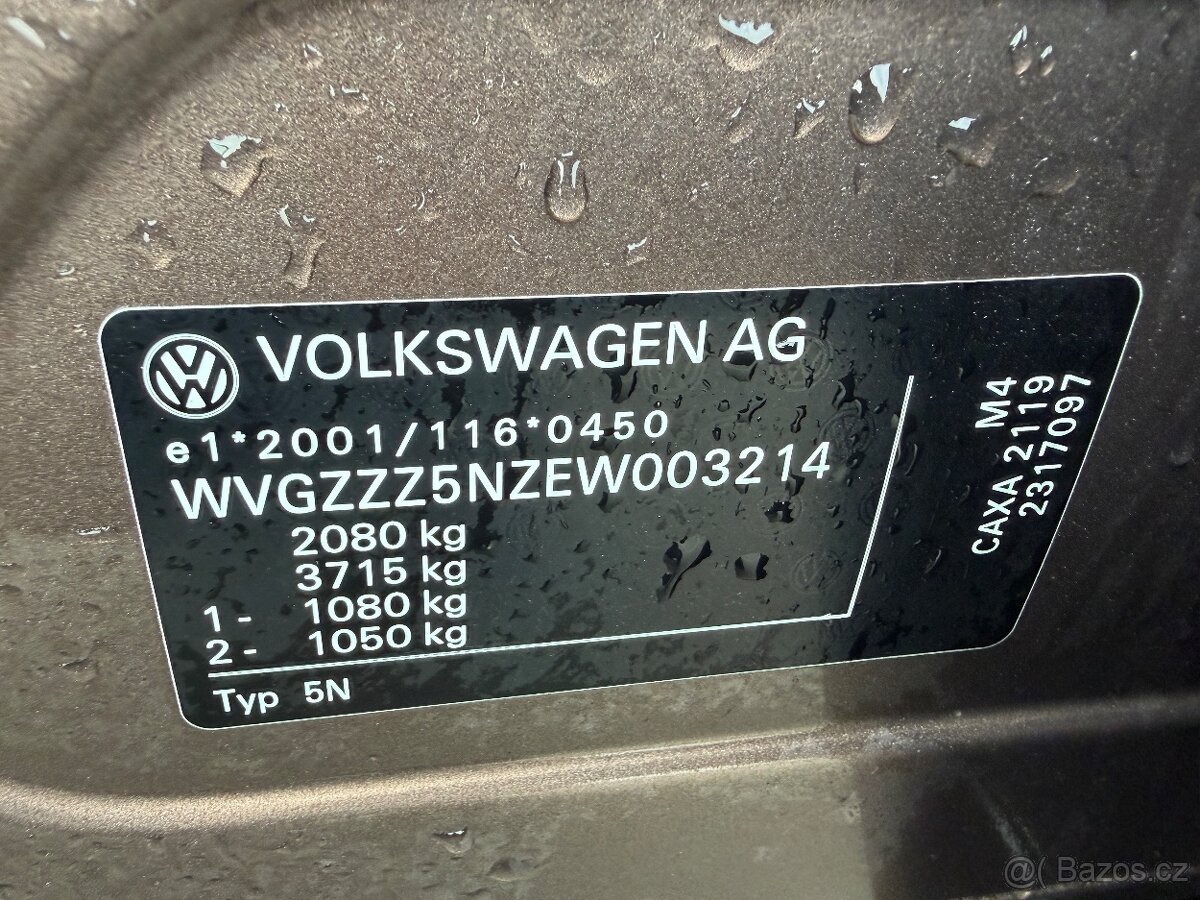 VOLKSWAGEN AG
e1*2001/116*0450
WVGZZZ5NZEW003214
2080 kg
3715 kg
1- 1080 kg
2- 1050 kg
Typ 5N
M4
CAXA 2119
2317097
@( Bazos.cz